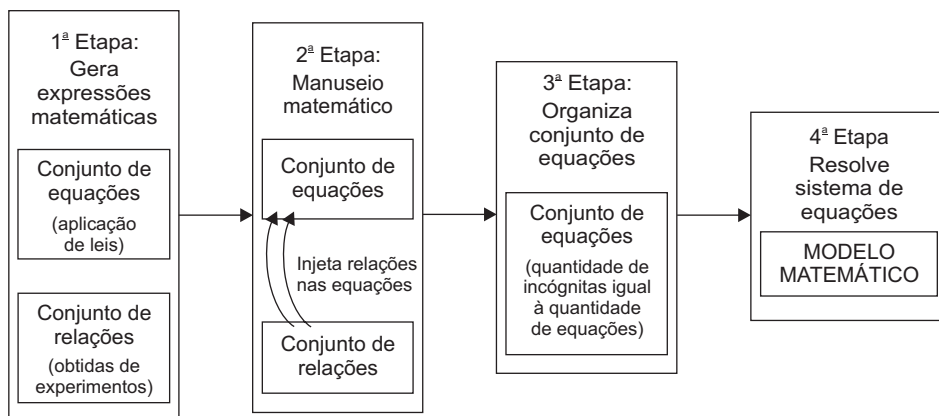 1ª Etapa:
Gera
expressões
matemáticas
Conjunto de
equações
(aplicação
de leis)
Conjunto de
relações
(obtidas de
experimentos)
2ª Etapa:
Manuseio
matemático
Conjunto de
equações
Injeta relações
nas equações
Conjunto de
relações
3ª Etapa:
Organiza
conjunto de
equações
Conjunto de
equações
(quantidade de
incógnitas igual
à quantidade
de equações)
4ª Etapa
Resolve
sistema de
equações
MODELO
MATEMÁTICO